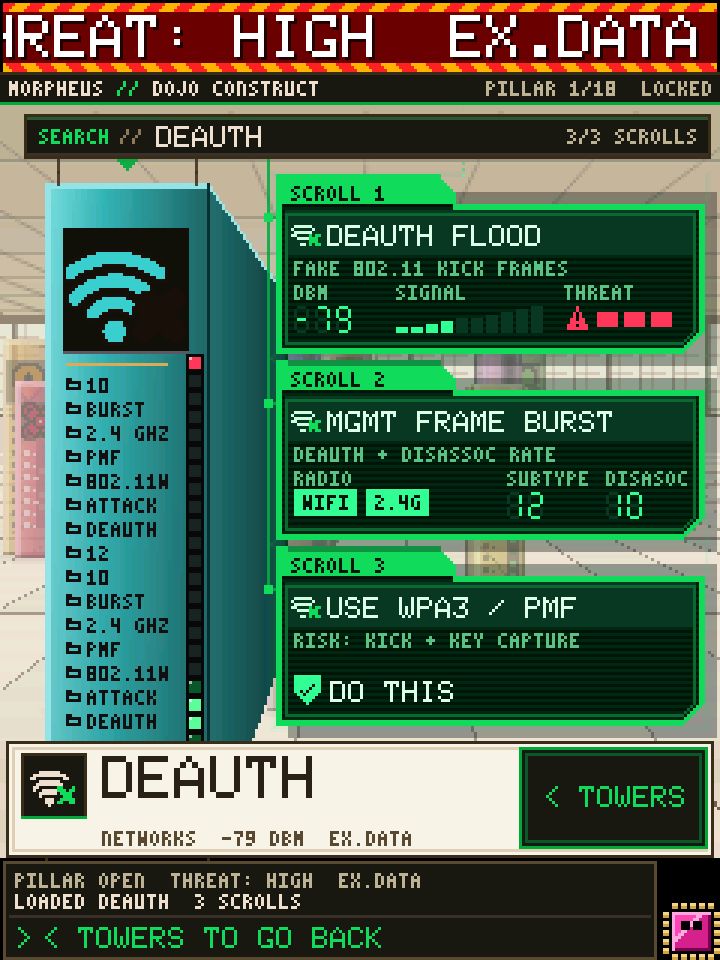 HREAT: HIGH EX.DATA
MORPHEUS // DOJO CONSTRUCT PILLAR 1/18 LOCKED
SEARCH // DEAUTH 3/3 SCROLLS
SCROLL 1
DEAUTH FLOOD
FAKE 802.11 KICK FRAMES
DBM SIGNAL THREAT
-79
SCROLL 2
MGMT FRAME BURST
DEAUTH + DISASSOC RATE
RADIO SUBTYPE DISASOC
WIFI 2.4G 12 10
SCROLL 3
USE WPA3 / PMF
RISK: KICK + KEY CAPTURE
DO THIS
10
BURST
2.4 GHZ
PMF
802.11W
ATTACK
DEAUTH
12
10
BURST
2.4 GHZ
PMF
802.11W
ATTACK
DEAUTH
DEAUTH
NETWORKS -79 DBM EX.DATA
< TOWERS
PILLAR OPEN THREAT: HIGH EX.DATA
LOADED DEAUTH 3 SCROLLS
> < TOWERS TO GO BACK